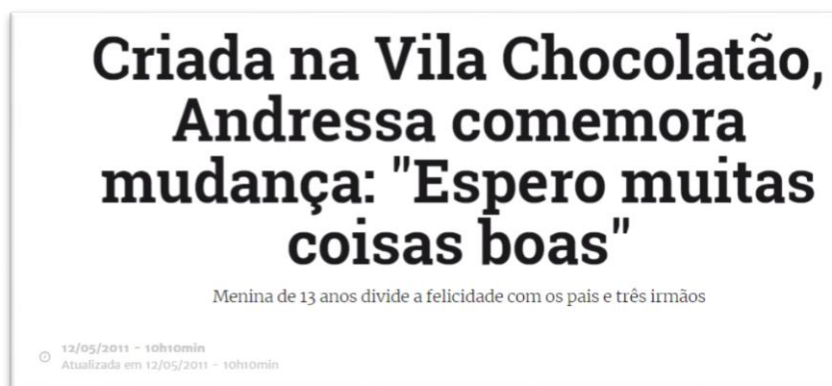 Criada na Vila Chocolatão,
Andressa comemora
mudança: "Espero muitas
coisas boas"
Menina de 13 anos divide a felicidade com os pais e três irmãos
12/05/2011 - 10h10min
Atualizada em 12/05/2011 - 10h10min